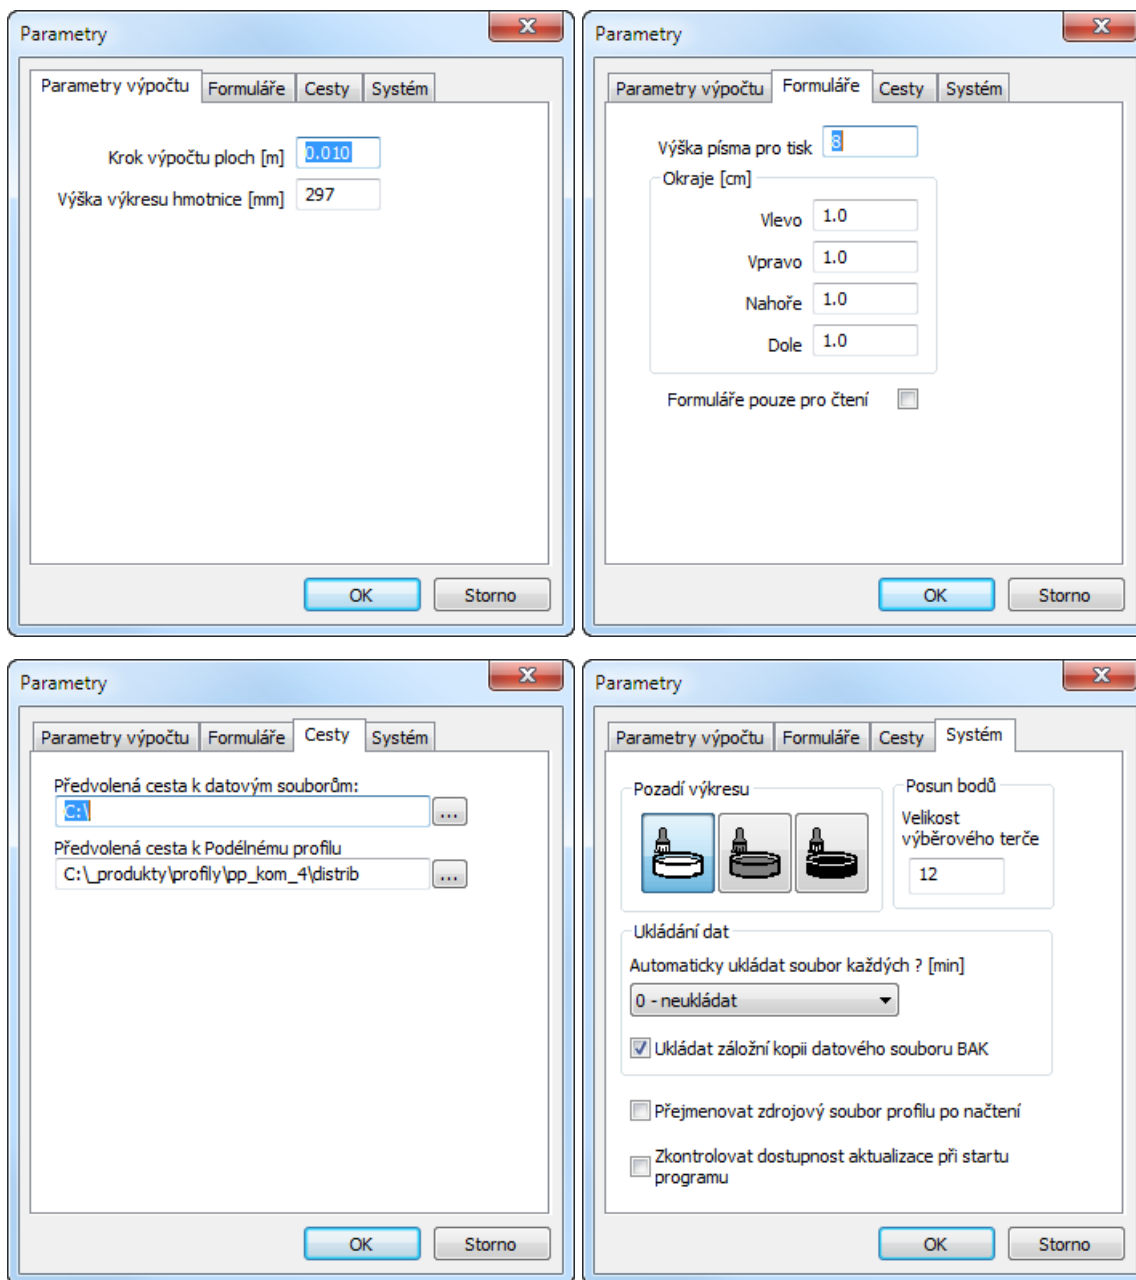 Parametry
Parametry výpočtu Formuláře Cesty Systém
Krok výpočtu ploch [m] 0.010
Výška výkresu hmotnice [mm] 297
OK Storno
Parametry
Parametry výpočtu Formuláře Cesty Systém
Výška písma pro tisk 8
Okraje [cm]
Vlevo 1.0
Vpravo 1.0
Nahoře 1.0
Dole 1.0
Formuláře pouze pro čtení
OK Storno
Parametry
Parametry výpočtu Formuláře Cesty Systém
Předvolená cesta k datovým souborům:
C:\
...
Předvolená cesta k Podélnému profilu
C:\_produkty\profily\pp_kom_4\distrib
...
OK Storno
Parametry
Parametry výpočtu Formuláře Cesty Systém
Pozadí výkresu
Posun bodů
Velikost
výběrového terče
12
Ukládání dat
Automaticky ukládat soubor každých ? [min]
0 - neukládat
Ukládat záložní kopii datového souboru BAK
Přejmenovat zdrojový soubor profilu po načtení
Zkontrolovat dostupnost aktualizace při startu
programu
OK Storno